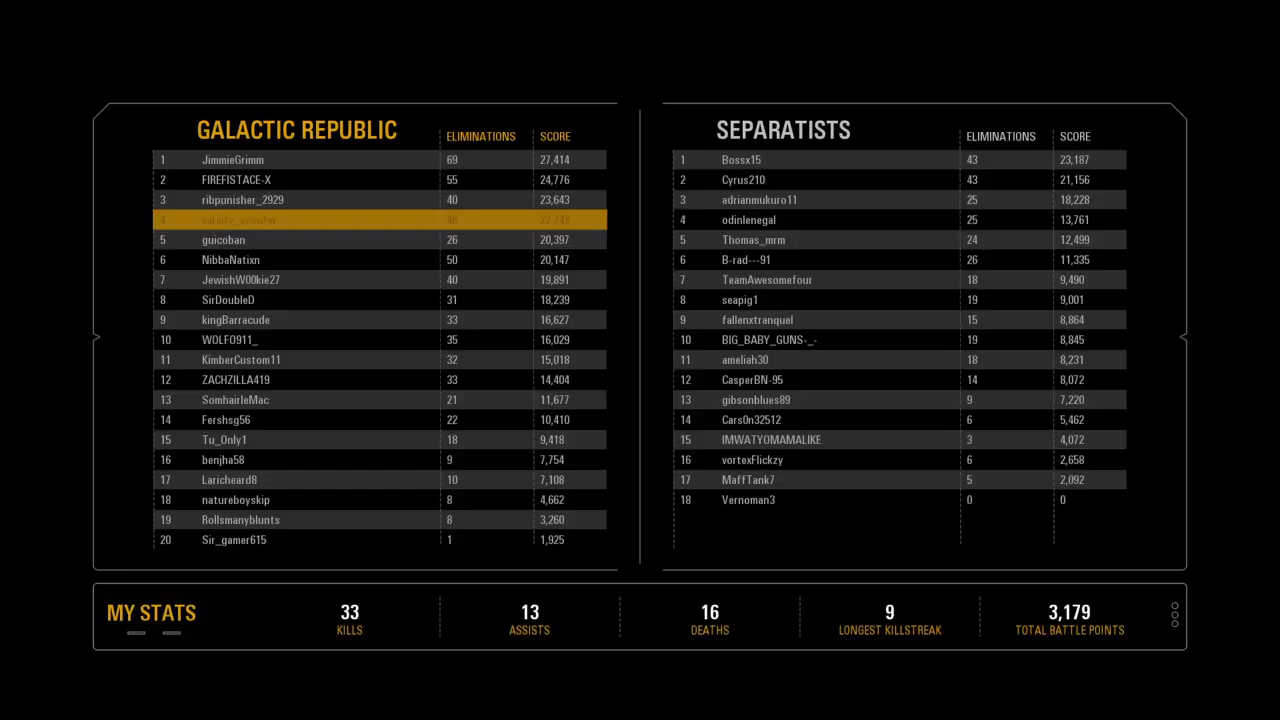 GALACTIC REPUBLIC ELIMINATIONS SCORE
1 JimmieGrimm 69 27,414
2 FIREFISTACE-X 55 24,776
3 ribpunisher_2929 40 23,643
4 46 22,742
5 guicoban 26 20,397
6 NibbaNatixn 50 20,147
7 JewishW00kie27 40 19,891
8 SirDoubleD 31 18,239
9 kingBarracude 33 16,627
10 WOLFO911_ 35 16,029
11 KimberCustom11 32 15,018
12 ZACHZILLA419 33 14,404
13 SomhairleMac 21 11,677
14 Fershsg56 22 10,410
15 Tu_Only1 18 9,418
16 benjha58 9 7,754
17 Laricheard8 10 7,108
18 natureboyskip 8 4,662
19 Rollsmanyblunts 8 3,260
20 Sir_gamer615 1 1,925
SEPARATISTS ELIMINATIONS SCORE
1 Bossx15 43 23,187
2 Cyrus210 43 21,156
3 adrianmukuro11 25 18,228
4 odinlenegal 25 13,761
5 Thomas_mrm 24 12,499
6 B-rad---91 26 11,335
7 TeamAwesomefour 18 9,490
8 seapig1 19 9,001
9 fallenxtranquel 15 8,864
10 BIG_BABY_GUNS-_- 19 8,845
11 ameliah30 18 8,231
12 CasperBN-95 14 8,072
13 gibsonblues89 9 7,220
14 Cars0n32512 6 5,462
15 IMWATYOMAMALIKE 3 4,072
16 vortexFlickzy 6 2,658
17 MaffTank7 5 2,092
18 Vernoman3 0 0
MY STATS
33 13 16 9 3,179
KILLS ASSISTS DEATHS LONGEST KILLSTREAK TOTAL BATTLE POINTS